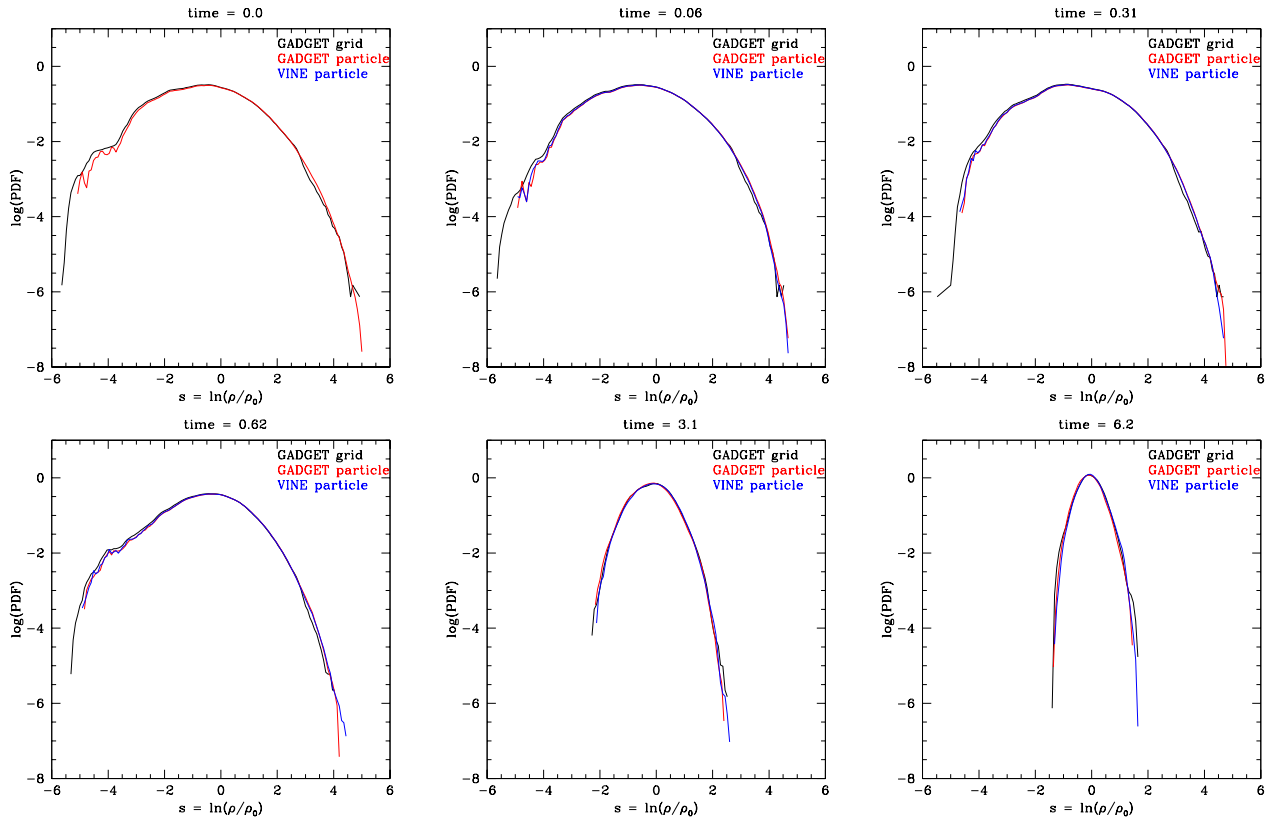 time = 0.0
GADGET grid
GADGET particle
VINE particle
log(PDF)
0
−2
−4
−6
−8
−6 −4 −2 0 2 4 6
s = ln(ρ/ρ0)
time = 0.06
GADGET grid
GADGET particle
VINE particle
log(PDF)
0
−2
−4
−6
−8
−6 −4 −2 0 2 4 6
s = ln(ρ/ρ0)
time = 0.31
GADGET grid
GADGET particle
VINE particle
log(PDF)
0
−2
−4
−6
−8
−6 −4 −2 0 2 4 6
s = ln(ρ/ρ0)
time = 0.62
GADGET grid
GADGET particle
VINE particle
log(PDF)
0
−2
−4
−6
−8
−6 −4 −2 0 2 4 6
s = ln(ρ/ρ0)
time = 3.1
GADGET grid
GADGET particle
VINE particle
log(PDF)
0
−2
−4
−6
−8
−6 −4 −2 0 2 4 6
s = ln(ρ/ρ0)
time = 6.2
GADGET grid
GADGET particle
VINE particle
log(PDF)
0
−2
−4
−6
−8
−6 −4 −2 0 2 4 6
s = ln(ρ/ρ0)